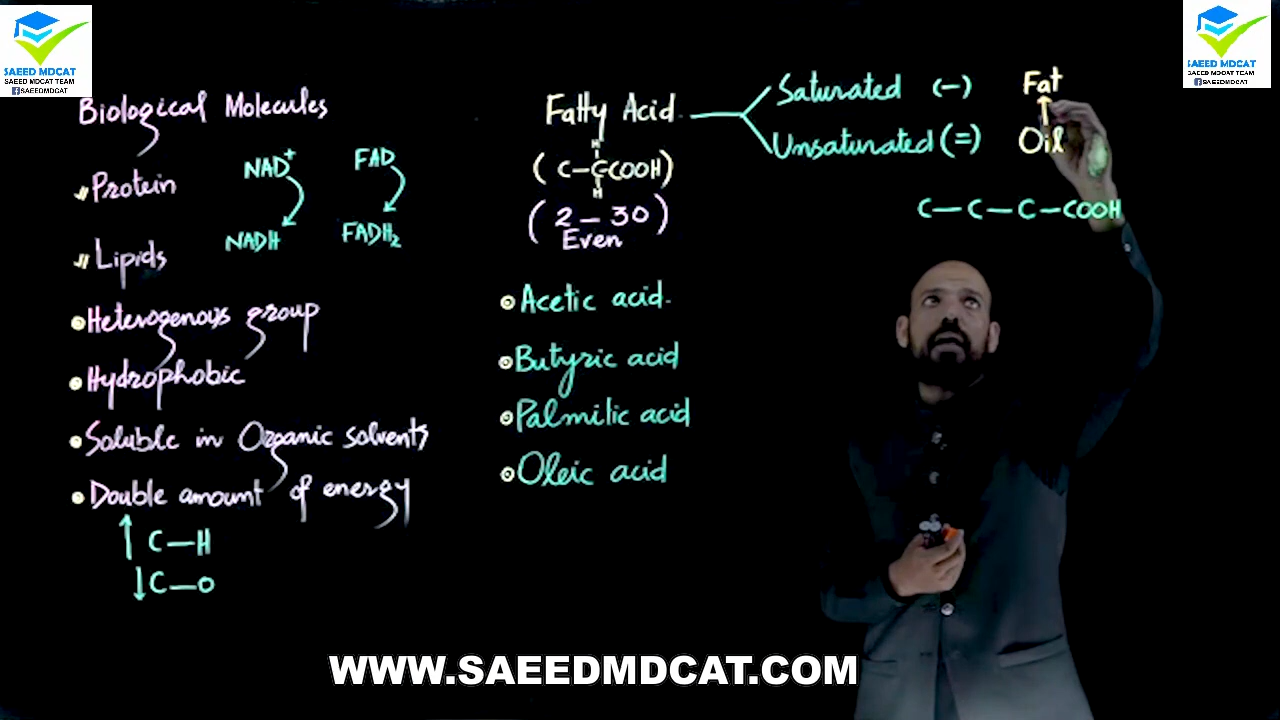 SAEED MDCAT
SAEED MDCAT TEAM
SAEEDMDCAT
SAEED MDCAT
SAEED MDCAT TEAM
SAEEDMDCAT
Biological Molecules
Protein
NAD+
NADH
FAD
FADH₂
Lipids
Heterogenous group
Hydrophobic
Soluble in Organic solvents
Double amount of energy
↑ C—H
↓ C—O
Fatty Acid
H
(C—C—COOH)
H
(2 — 30)
Even
Acetic acid.
Butyric acid
Palmilic acid
Oleic acid
Saturated (—)
Unsaturated (=)
Fat
Oil
C—C—C—COOH
WWW.SAEEDMDCAT.COM